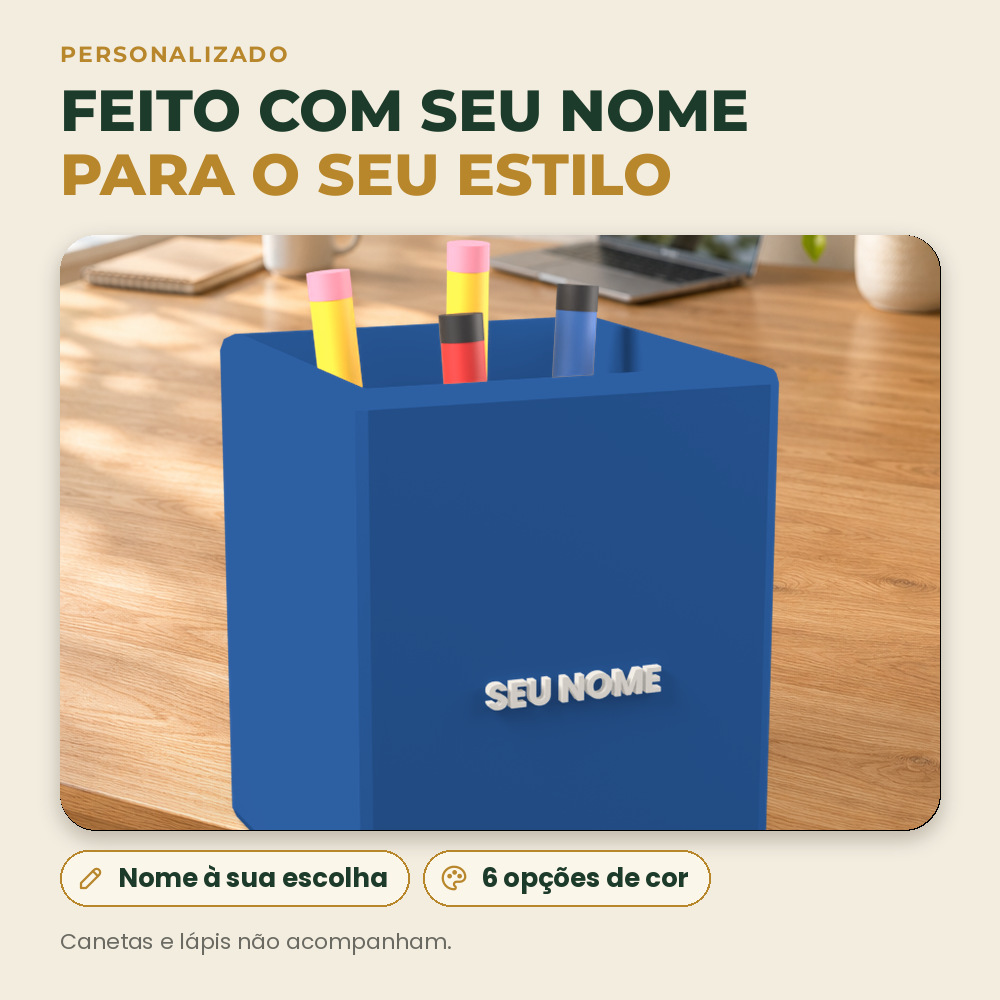 PERSONALIZADO
FEITO COM SEU NOME
PARA O SEU ESTILO
SEU NOME
Nome à sua escolha
6 opções de cor
Canetas e lápis não acompanham.